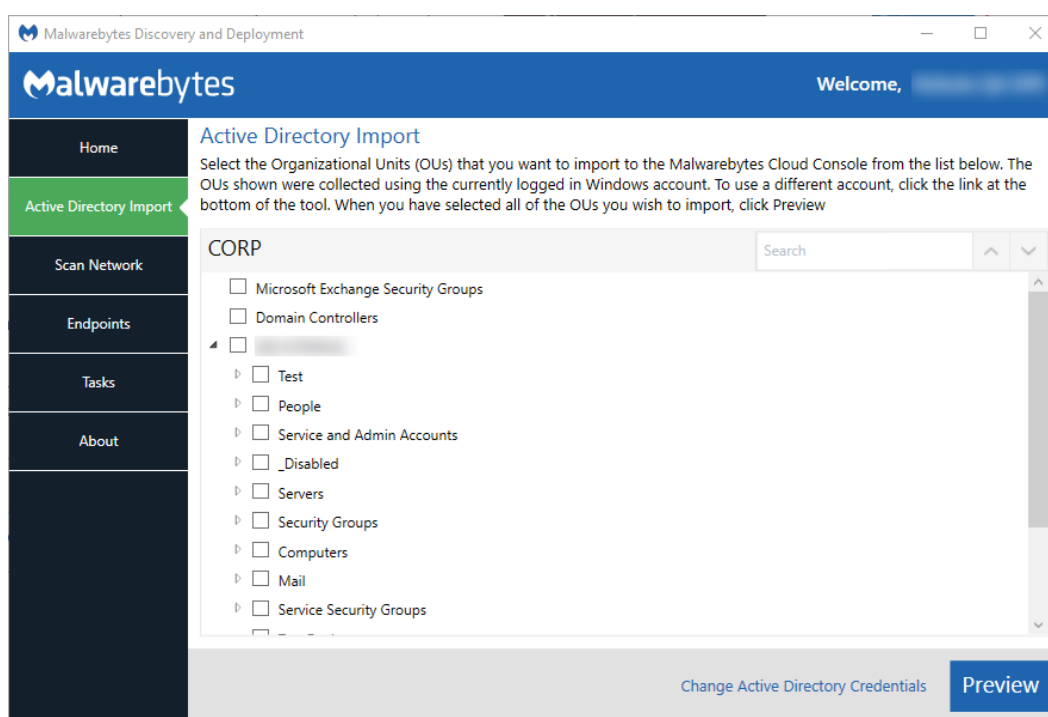 Malwarebytes Discovery and Deployment
Malwarebytes
Welcome,
Home
Active Directory Import
Scan Network
Endpoints
Tasks
About
Active Directory Import
Select the Organizational Units (OUs) that you want to import to the Malwarebytes Cloud Console from the list below. The
OUs shown were collected using the currently logged in Windows account. To use a different account, click the link at the
bottom of the tool. When you have selected all of the OUs you wish to import, click Preview
CORP
Search
Microsoft Exchange Security Groups
Domain Controllers
Test
People
Service and Admin Accounts
_Disabled
Servers
Security Groups
Computers
Mail
Service Security Groups
Change Active Directory Credentials
Preview